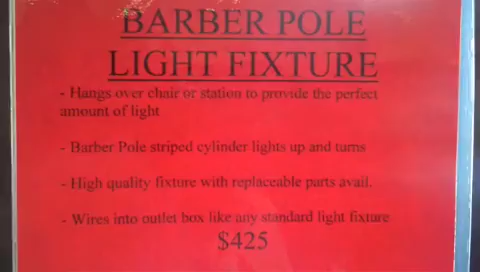 BARBER POLE
LIGHT FIXTURE
- Hangs over chair or station to provide the perfect
amount of light
- Barber Pole striped cylinder lights up and turns
- High quality fixture with replaceable parts avail.
- Wires into outlet box like any standard light fixture
$425